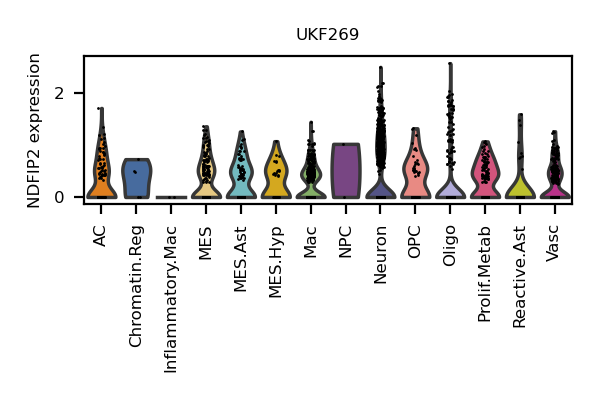 UKF269
NDFIP2 expression
2
0
AC
Chromatin.Reg
Inflammatory.Mac
MES
MES.Ast
MES.Hyp
Mac
NPC
Neuron
OPC
Oligo
Prolif.Metab
Reactive.Ast
Vasc